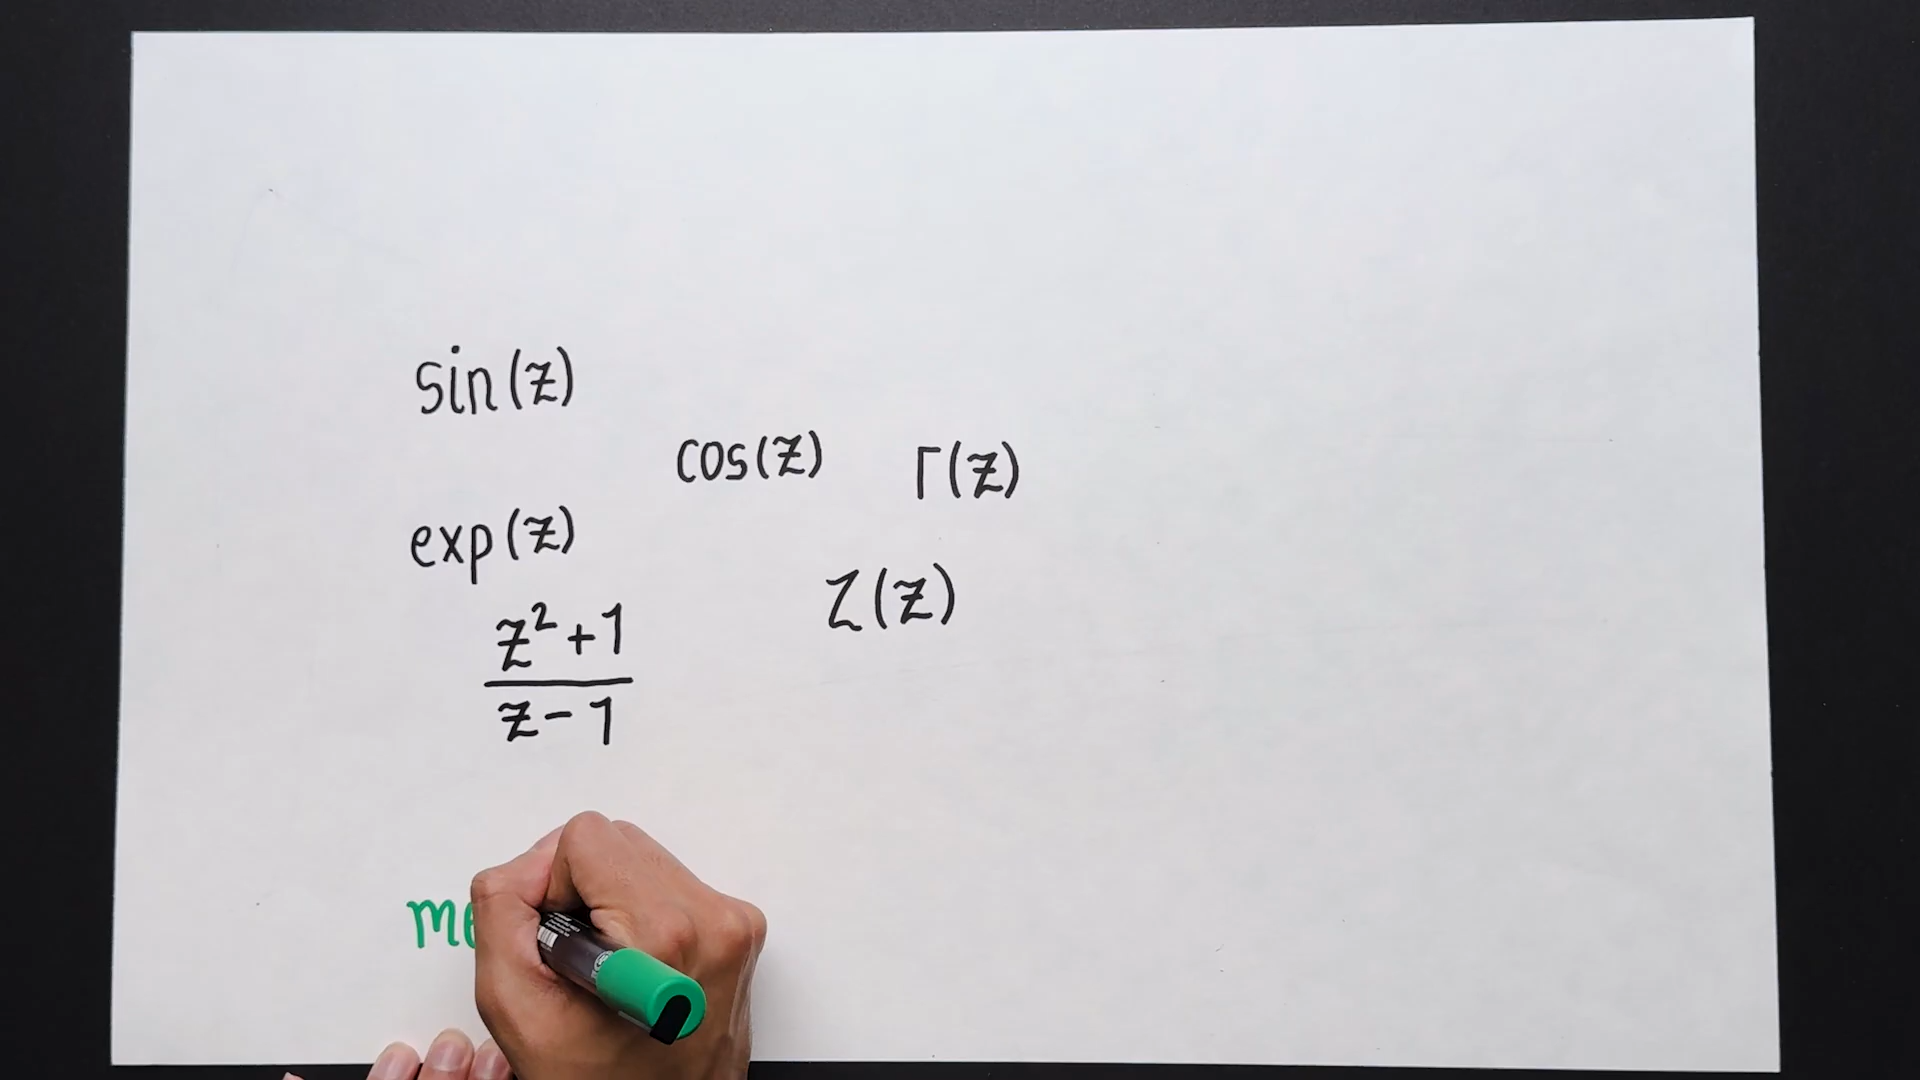 sin(z)
cos(z)
Γ(z)
exp(z)
ζ(z)
z²+1
z-1
me